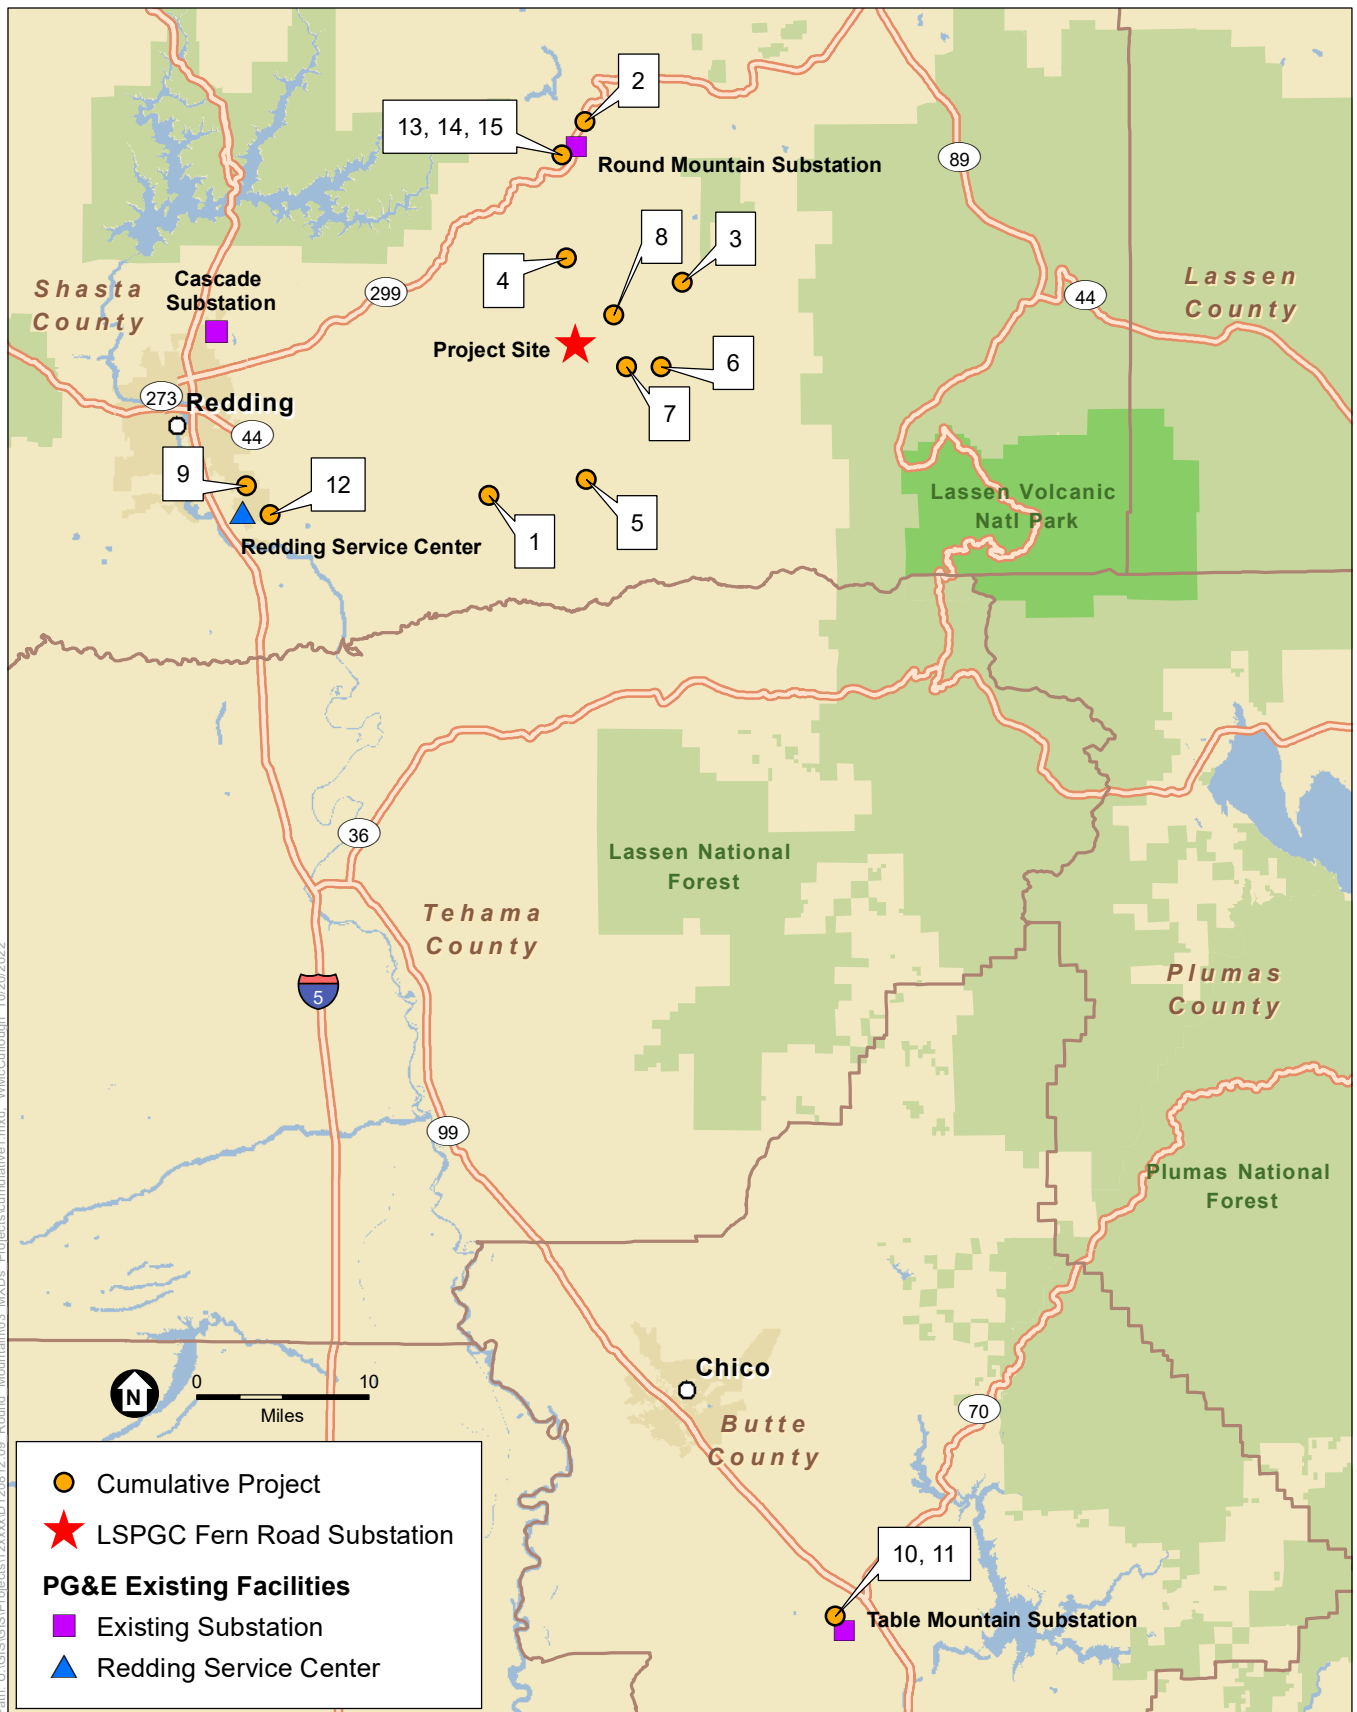 2
13, 14, 15
Round Mountain Substation
89
8
3
4
Shasta
County
Cascade
Substation
299
44
Lassen
County
Project Site
6
7
273
Redding
44
9
12
5
1
Redding Service Center
Lassen Volcanic
Natl Park
36
Lassen National
Forest
Tehama
County
5
Plumas
County
99
Plumas National
Forest
N
0
10
Miles
Chico
Butte
County
70
10, 11
Table Mountain Substation
Cumulative Project
LSPGC Fern Road Substation
PG&E Existing Facilities
Existing Substation
Redding Service Center